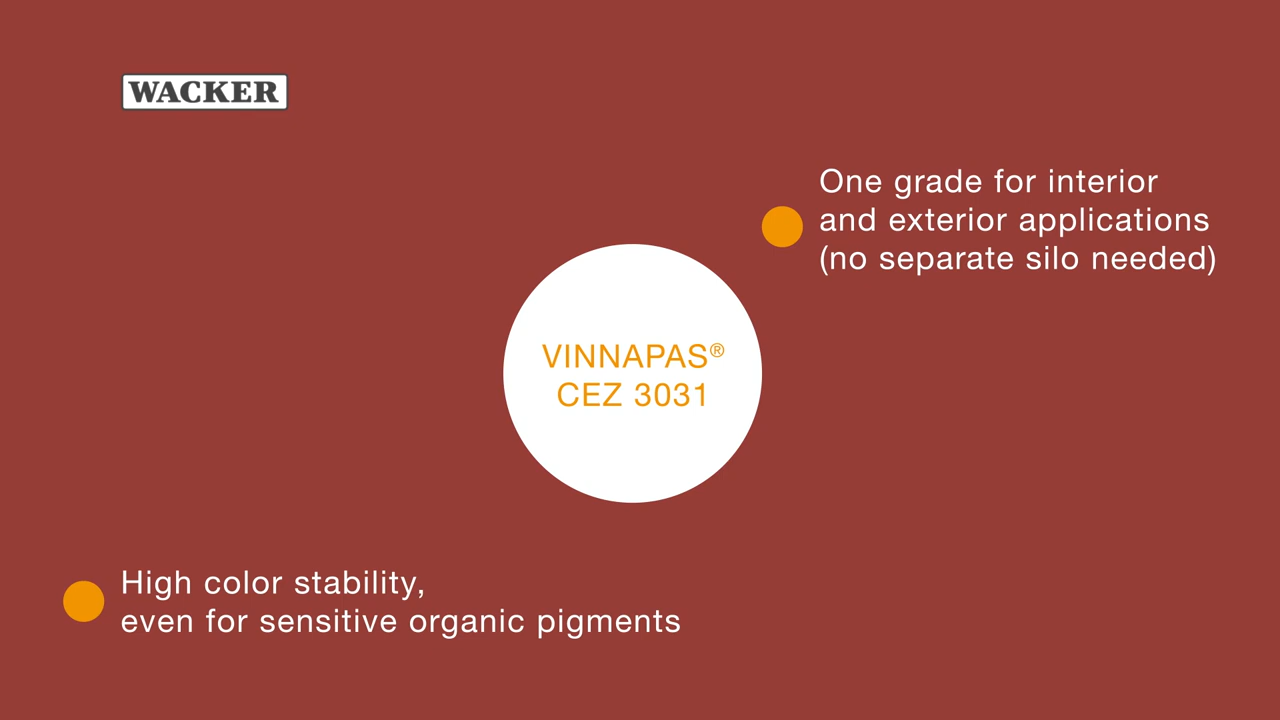 WACKER
One grade for interior
and exterior applications
(no separate silo needed)
VINNAPAS®
CEZ 3031
High color stability,
even for sensitive organic pigments